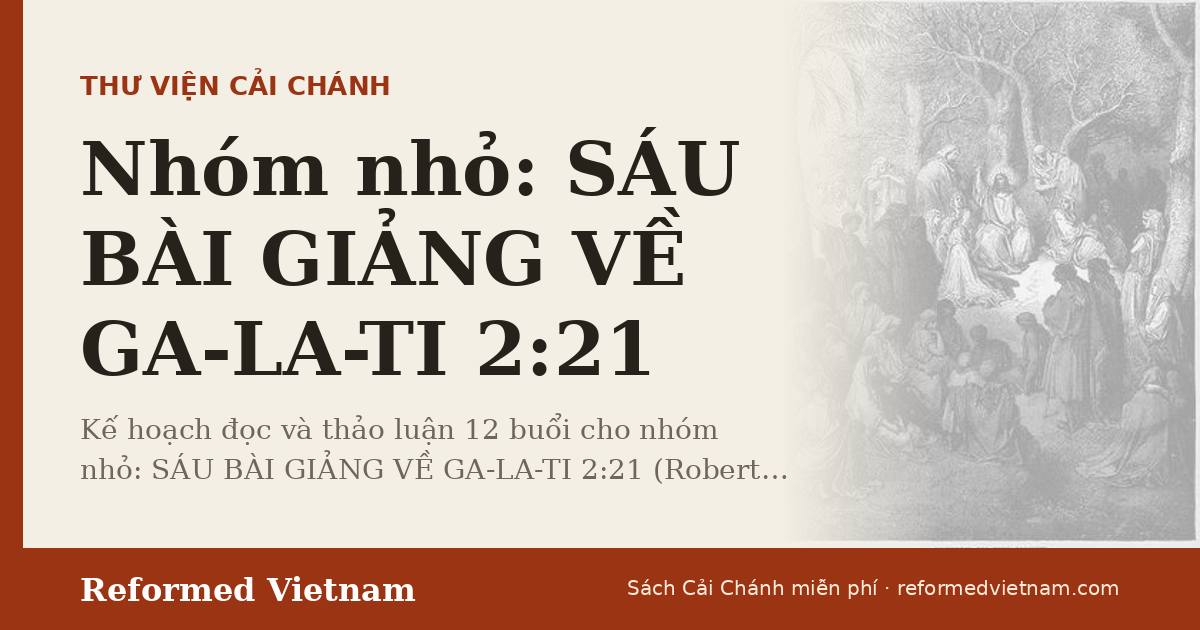 THƯ VIỆN CẢI CHÁNH
Nhóm nhỏ: SÁU
BÀI GIẢNG VỀ
GA-LA-TI 2:21
Kế hoạch đọc và thảo luận 12 buổi cho nhóm
nhỏ: SÁU BÀI GIẢNG VỀ GA-LA-TI 2:21 (Robert...
Reformed Vietnam
Sách Cải Chánh miễn phí · reformedvietnam.com